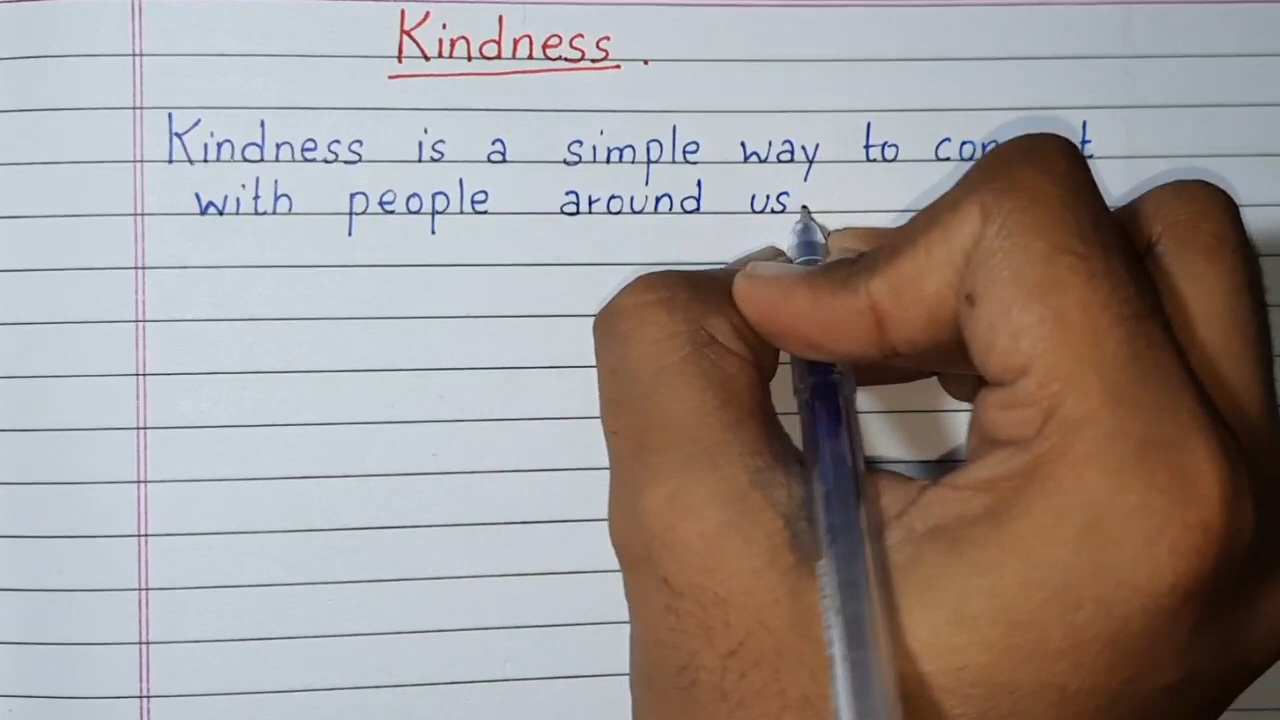 Kindness.
Kindness is a simple way to
with people around us.